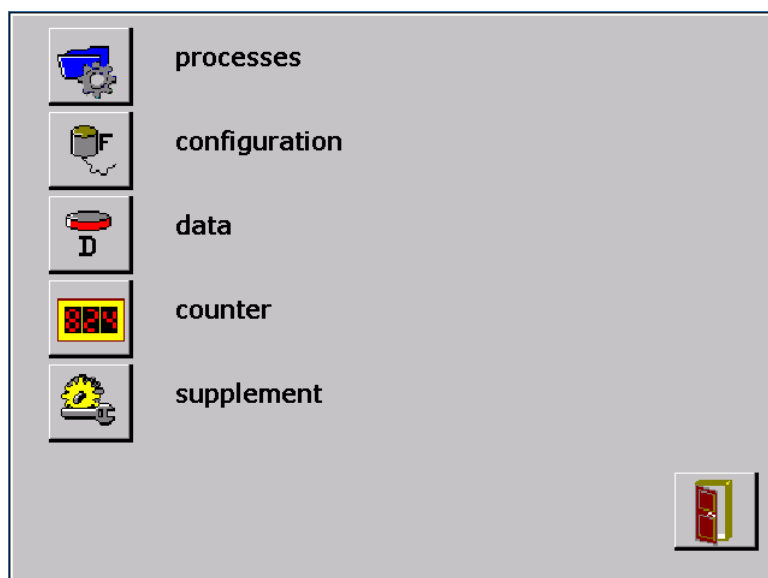 processes
F
configuration
data
D
counter
824
supplement